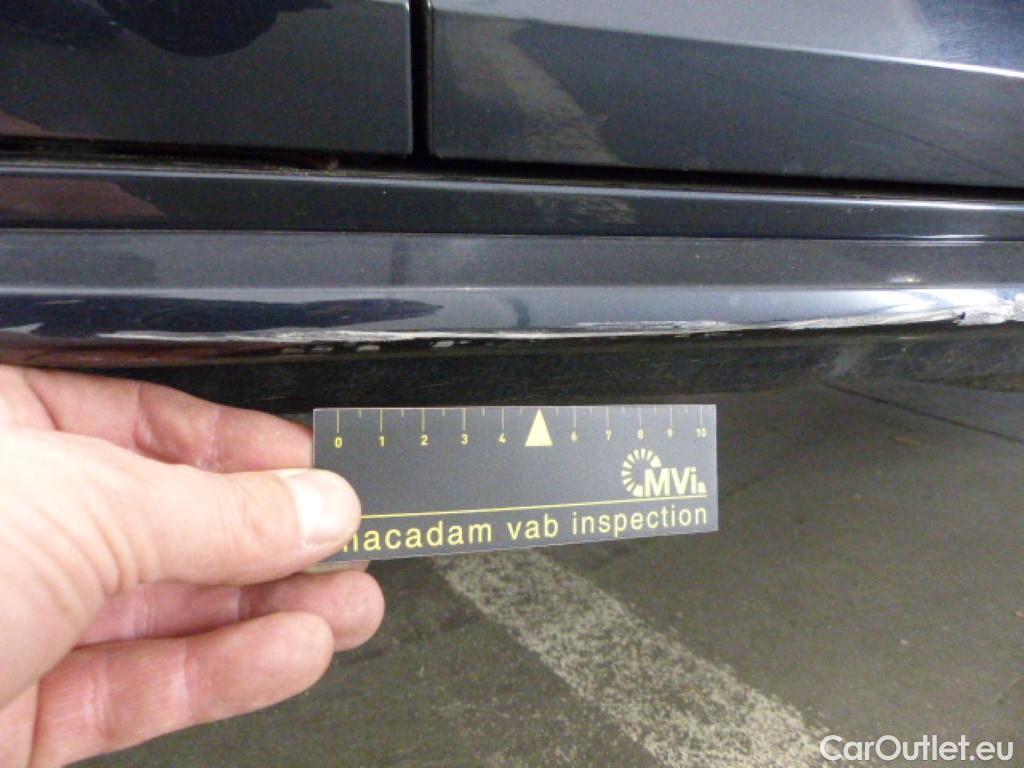 0 1 2 3 4 6 7 8 9 10
MVi.
macadam vab inspection
CarOutlet.eu